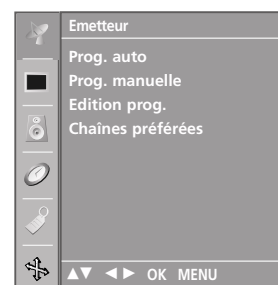 Emetteur
Prog. auto
Prog. manuelle
Edition prog.
Chaînes préférées
▲▼ ◄► OK MENU